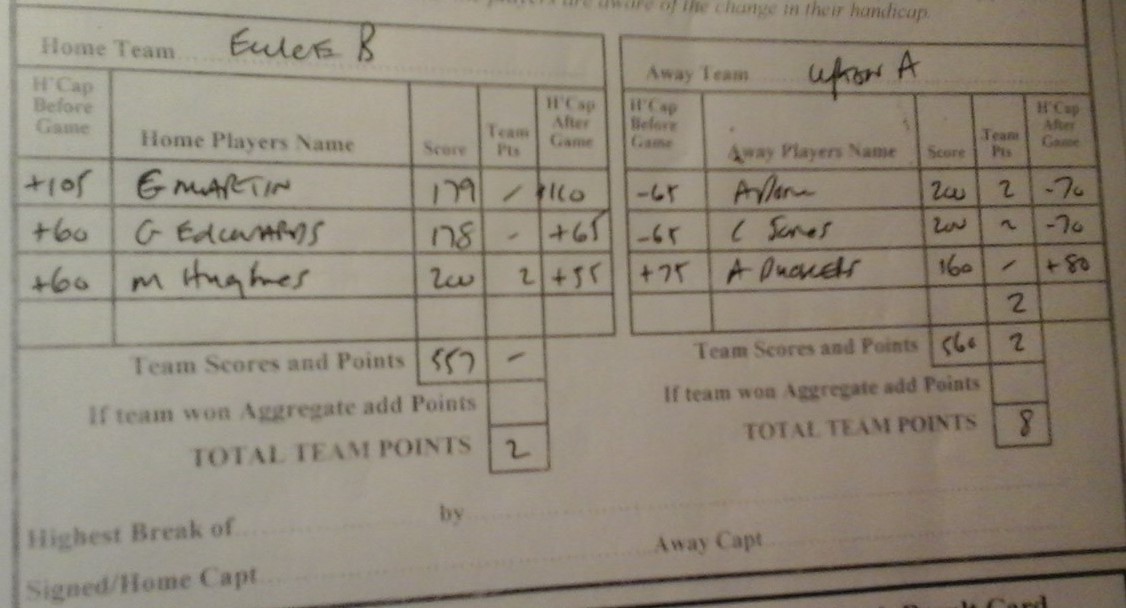 players are aware of the change in their handicap.
Home Team
B
H'Cap Before Game
Home Players Name
Score
Team Pts
H'Cap After Game
+105 E MARTIN 179 - +110
+60 G EDWARDS 178 - +65
+60 M Hughes 200 2 +55
Team Scores and Points 557 -
If team won Aggregate add Points
TOTAL TEAM POINTS 2
Away Team Upton A
H'Cap Before Game
Away Players Name
Score
Team Pts
H'Cap After Game
-65 200 2 -70
-65 C Jones 200 2 -70
+75 A Duckett 160 - +80
2
Team Scores and Points 560 2
If team won Aggregate add Points
TOTAL TEAM POINTS 8
Highest Break of by
Signed/Home Capt
Away Capt
Card